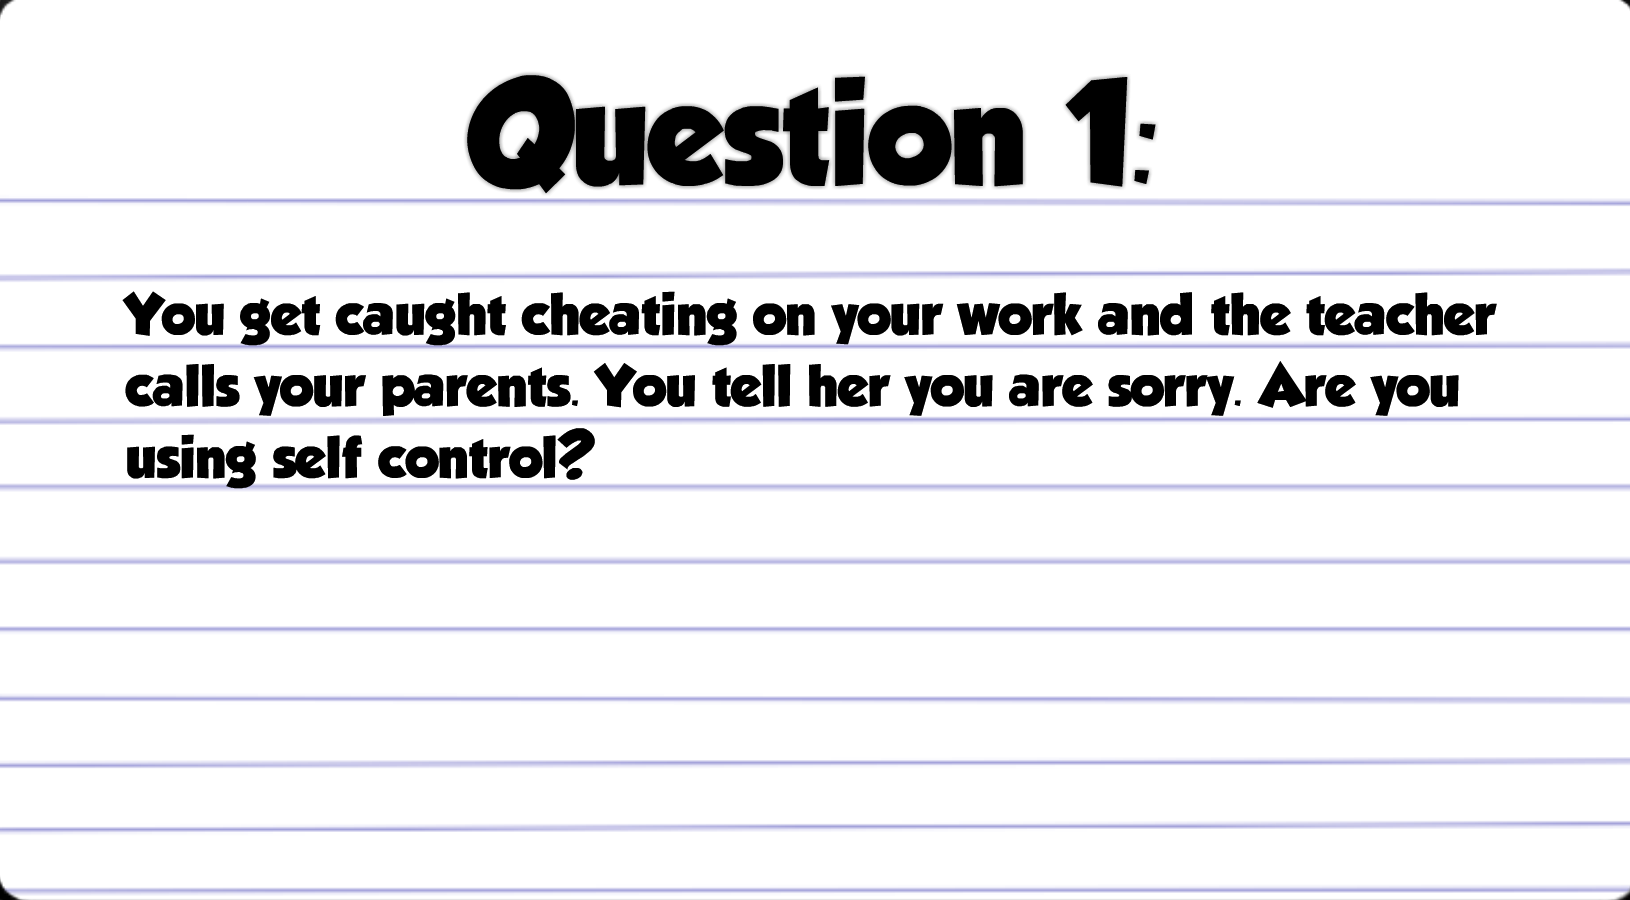 Question 1:
You get caught cheating on your work and the teacher
calls your parents. You tell her you are sorry. Are you
using self control?